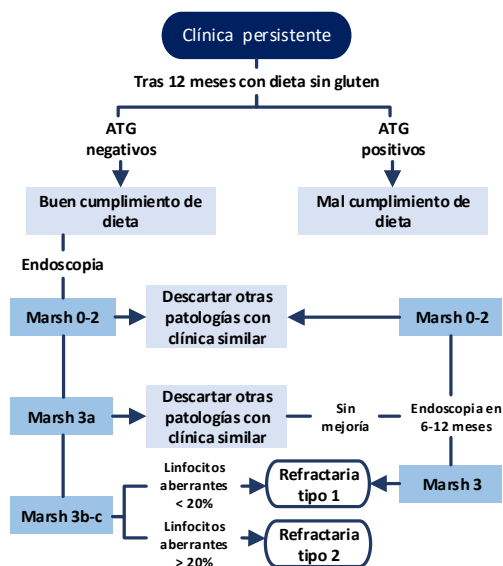 Clínica persistente
Tras 12 meses con dieta sin gluten
ATG
negativos
ATG
positivos
Buen cumplimiento de
dieta
Mal cumplimiento de
dieta
Endoscopia
Marsh 0-2
Descartar otras
patologías con
clínica similar
Marsh 0-2
Marsh 3a
Descartar otras
patologías con
clínica similar
Sin
mejoría
Endoscopia en
6-12 meses
Marsh 3b-c
Linfocitos
aberrantes
< 20%
Refractaria
tipo 1
Marsh 3
Linfocitos
aberrantes
> 20%
Refractaria
tipo 2